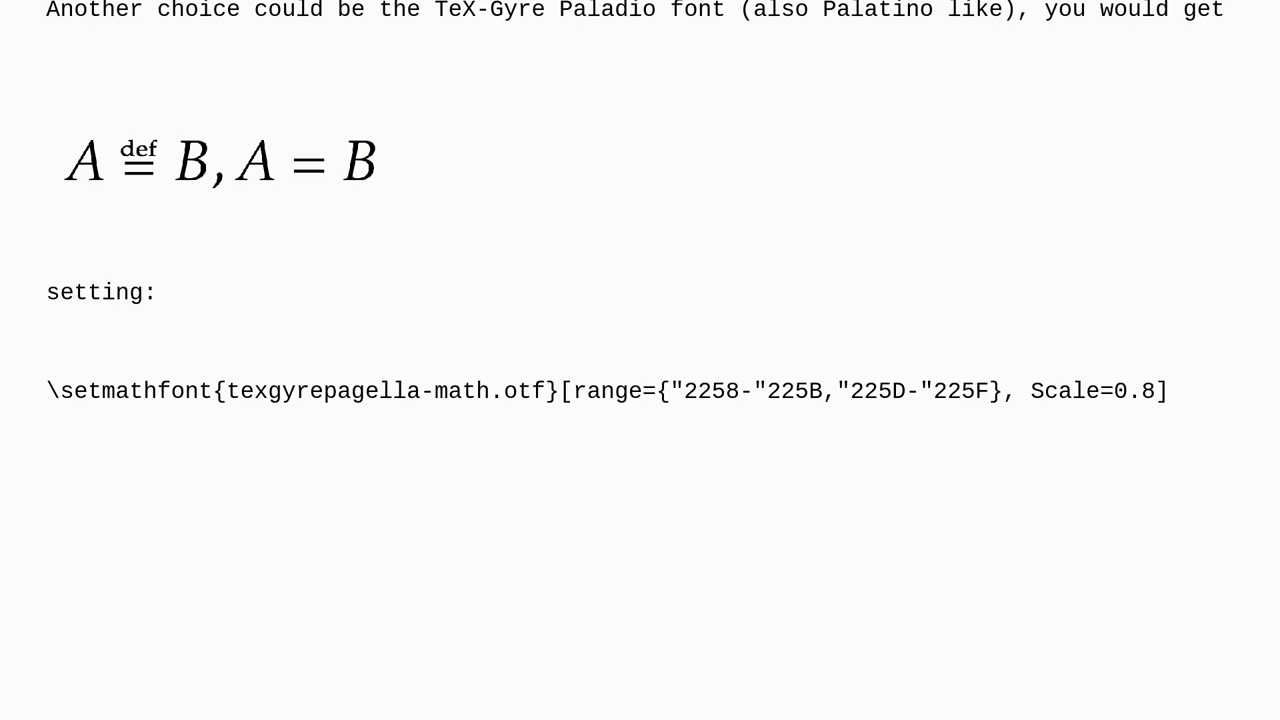 Another choice could be the TeX-Gyre Paladio font (also Palatino like), you would get
A ≝ B, A = B
setting:
\setmathfont{texgyrepagella-math.otf}[range={"2258-"225B,"225D-"225F}, Scale=0.8]